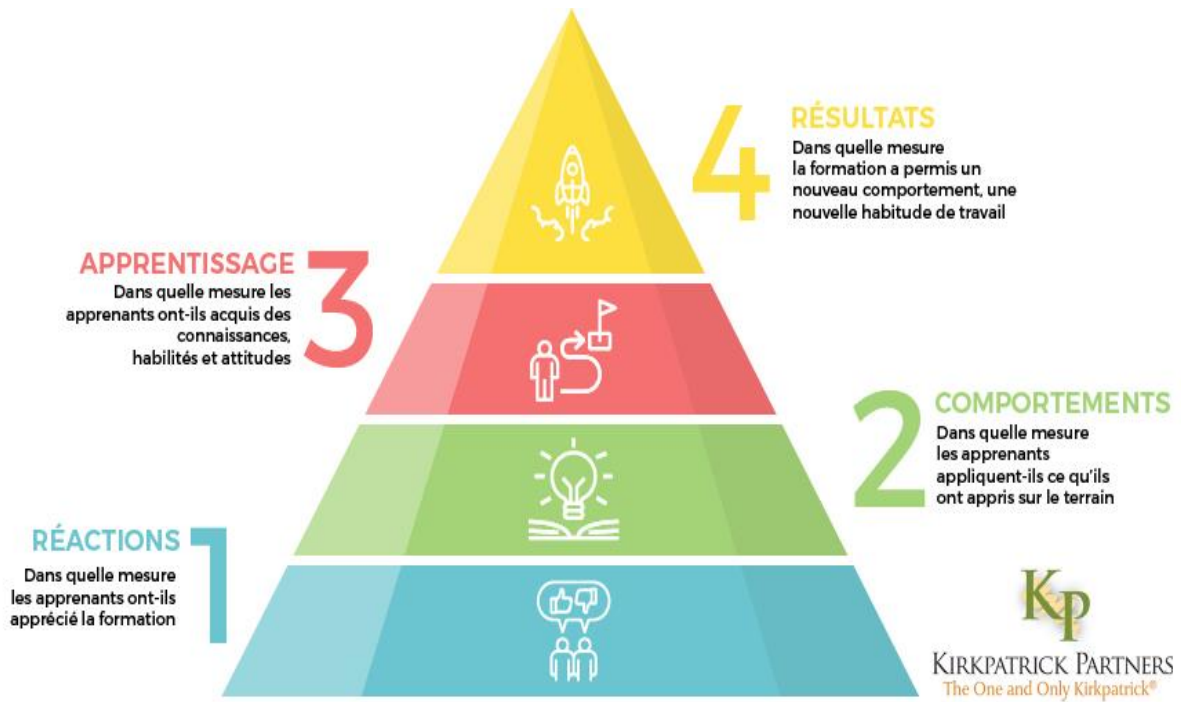 4
RÉSULTATS
Dans quelle mesure
la formation a permis un
nouveau comportement, une
nouvelle habitude de travail
APPRENTISSAGE
3
Dans quelle mesure les
apprenants ont-ils acquis des
connaissances,
habilités et attitudes
2
COMPORTEMENTS
Dans quelle mesure
les apprenants
appliquent-ils ce qu'ils
ont appris sur le terrain
RÉACTIONS
1
Dans quelle mesure
les apprenants ont-ils
apprécié la formation
KP
KIRKPATRICK PARTNERS
The One and Only Kirkpatrick®